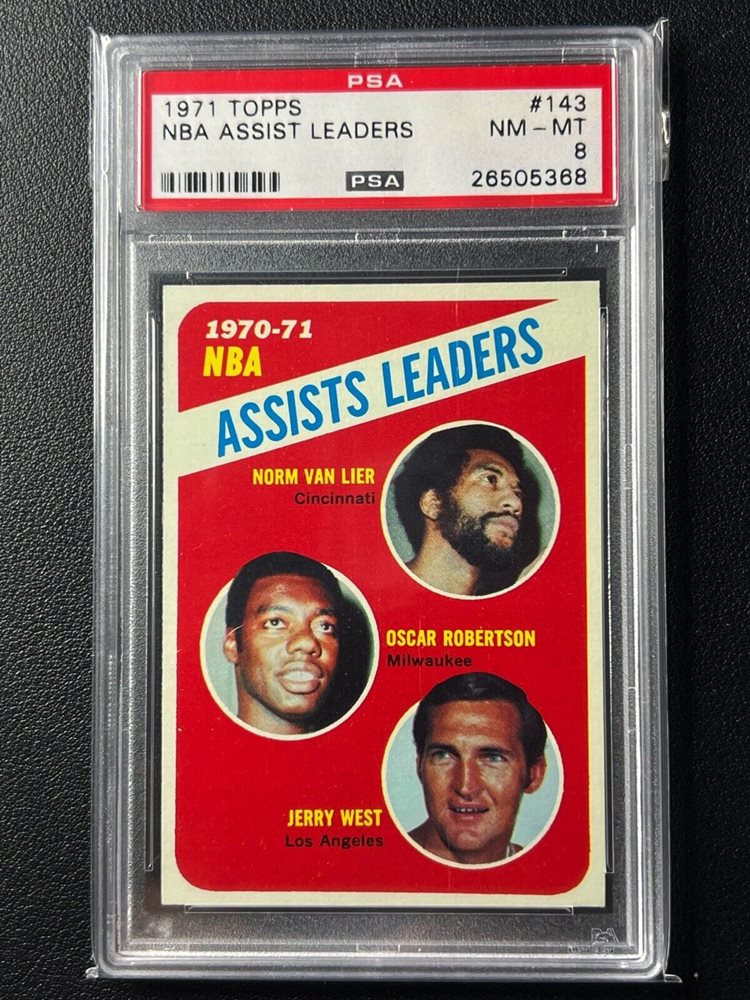 PSA
1971 TOPPS #143
NBA ASSIST LEADERS NM - MT
8
PSA 26505368
1970-71
NBA
ASSISTS LEADERS
NORM VAN LIER
Cincinnati
OSCAR ROBERTSON
Milwaukee
JERRY WEST
Los Angeles